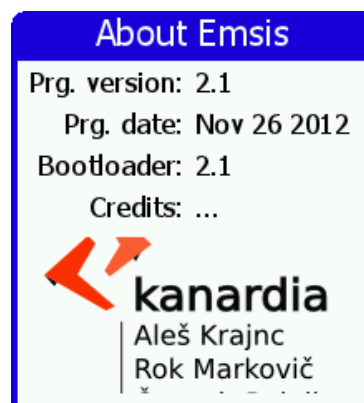 About Emsis
Prg. version: 2.1
Prg. date: Nov 26 2012
Bootloader: 2.1
Credits: ...
kanardia
Aleš Krajnc
Rok Markovič